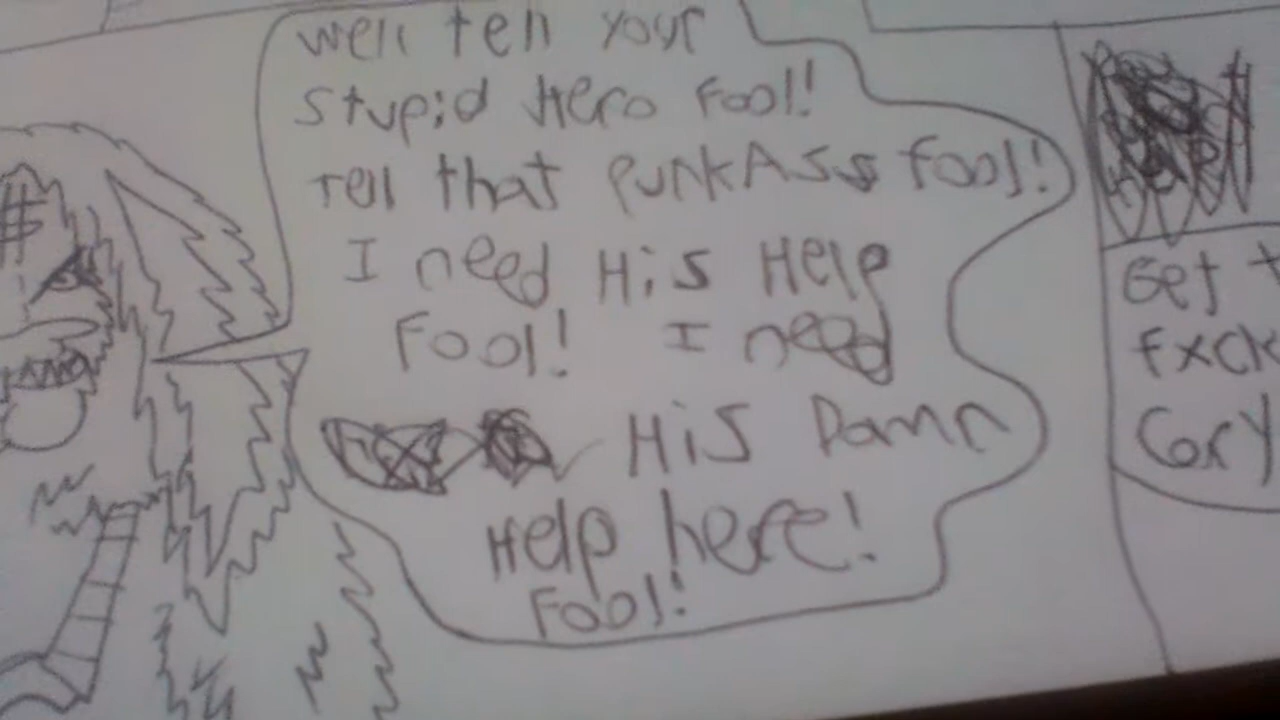 well tell your
stupid Hero Fool!
Tell that PunkAss fool!
I need His Help
Fool! I need
His Damn
Help here!
Fool!
Get
fxck
Cory
$